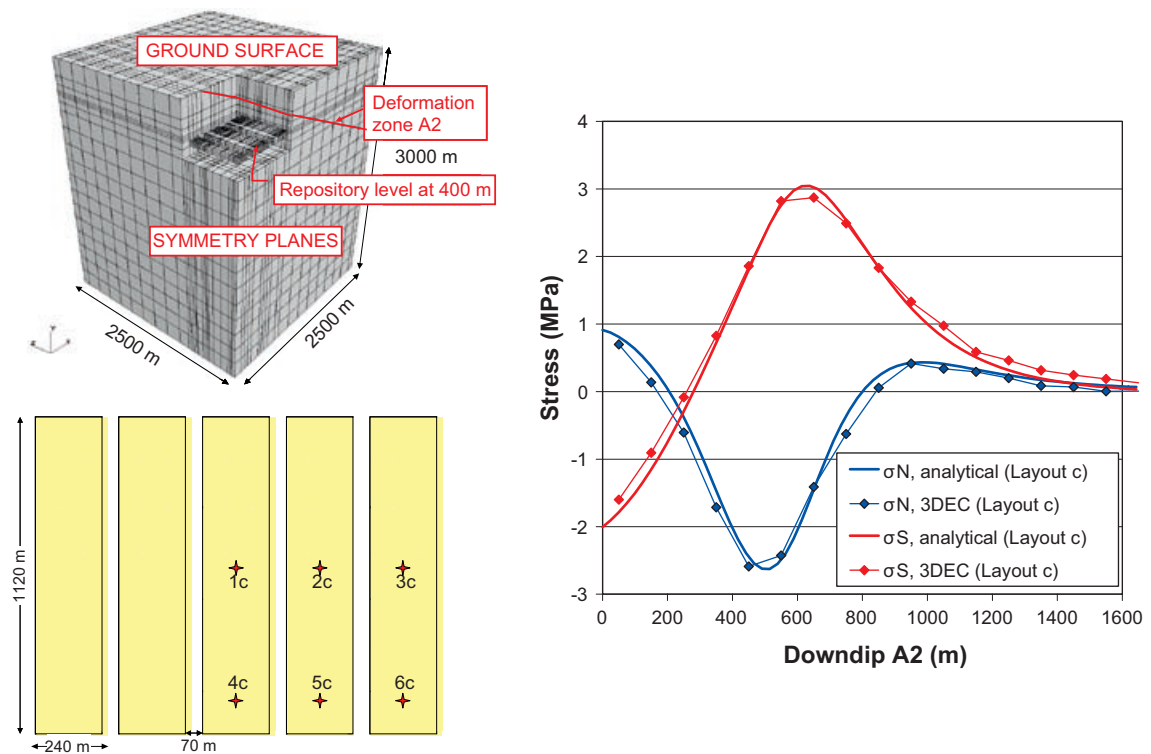 GROUND SURFACE
Deformation
zone A2
3000 m
Repository level at 400 m
SYMMETRY PLANES
2500 m
2500 m
1120 m
1c
2c
3c
4c
5c
6c
240 m
70 m
Stress (MPa)
4
3
2
1
0
-1
-2
-3
σN, analytical (Layout c)
σN, 3DEC (Layout c)
σS, analytical (Layout c)
σS, 3DEC (Layout c)
0 200 400 600 800 1000 1200 1400 1600
Downdip A2 (m)